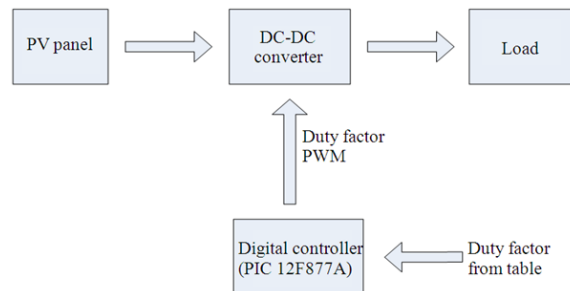 PV panel
DC-DC
converter
Load
Duty factor
PWM
Digital controller
(PIC 12F877A)
Duty factor
from table